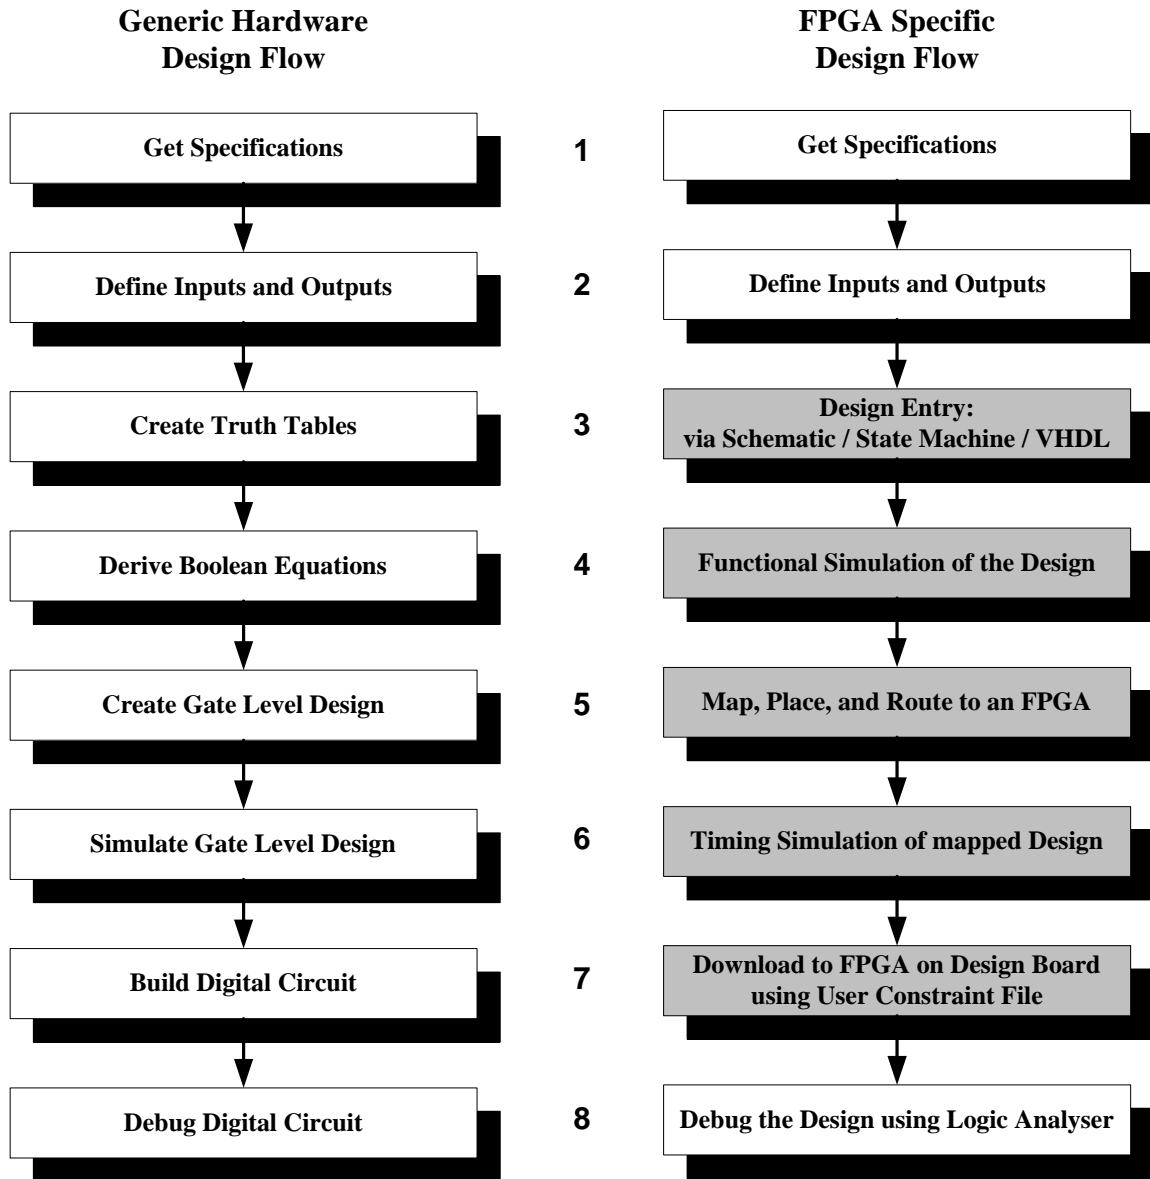 Generic Hardware
Design Flow
FPGA Specific
Design Flow
Get Specifications
1
Get Specifications
Define Inputs and Outputs
2
Define Inputs and Outputs
Create Truth Tables
3
Design Entry:
via Schematic / State Machine / VHDL
Derive Boolean Equations
4
Functional Simulation of the Design
Create Gate Level Design
5
Map, Place, and Route to an FPGA
Simulate Gate Level Design
6
Timing Simulation of mapped Design
Build Digital Circuit
7
Download to FPGA on Design Board
using User Constraint File
Debug Digital Circuit
8
Debug the Design using Logic Analyser